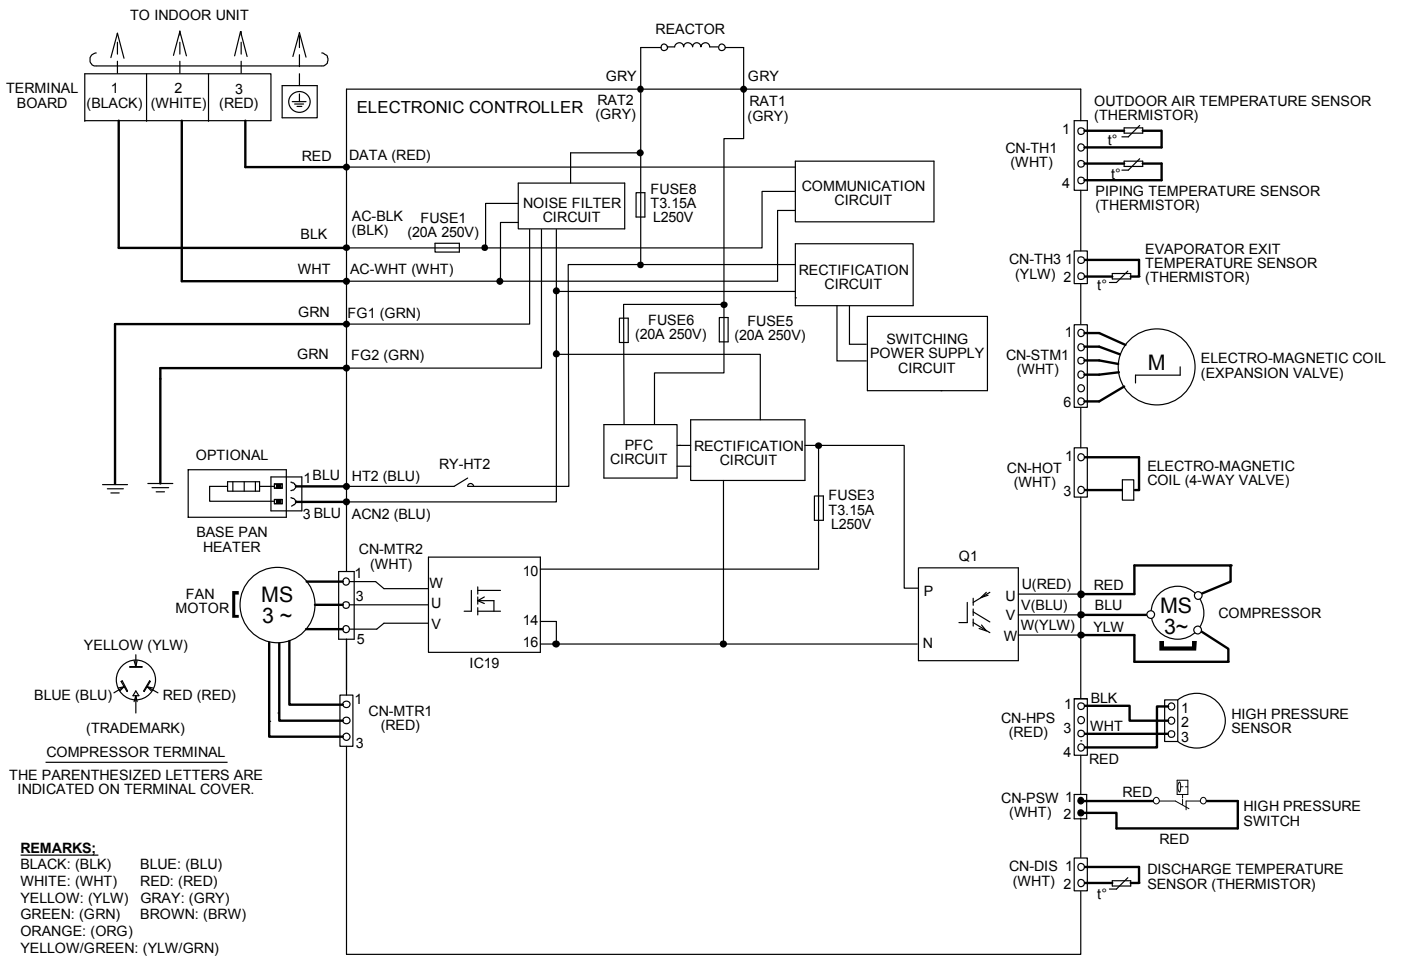 TO INDOOR UNIT
TERMINAL
BOARD
1
(BLACK)
2
(WHITE)
3
(RED)
REACTOR
GRY
GRY
RAT2
(GRY)
RAT1
(GRY)
ELECTRONIC CONTROLLER
RED
DATA (RED)
BLK
AC-BLK
(BLK)
FUSE1
(20A 250V)
WHT
AC-WHT (WHT)
GRN
FG1 (GRN)
GRN
FG2 (GRN)
NOISE FILTER
CIRCUIT
FUSE8
T3.15A
L250V
COMMUNICATION
CIRCUIT
RECTIFICATION
CIRCUIT
FUSE6
(20A 250V)
FUSE5
(20A 250V)
SWITCHING
POWER SUPPLY
CIRCUIT
PFC
CIRCUIT
RECTIFICATION
CIRCUIT
FUSE3
T3.15A
L250V
OPTIONAL
1
BLU
HT2 (BLU)
RY-HT2
3
BLU
ACN2 (BLU)
BASE PAN
HEATER
FAN
MOTOR
MS
3 ~
CN-MTR2
(WHT)
1
3
5
W
U
V
10
14
16
IC19
CN-MTR1
(RED)
1
3
Q1
P
N
U
V
W
U(RED)
V(BLU)
W(YLW)
RED
BLU
YLW
MS
3~
COMPRESSOR
OUTDOOR AIR TEMPERATURE SENSOR
(THERMISTOR)
CN-TH1
(WHT)
1
4
t°
t°
PIPING TEMPERATURE SENSOR
(THERMISTOR)
CN-TH3
(YLW)
1
2
t°
EVAPORATOR EXIT
TEMPERATURE SENSOR
(THERMISTOR)
CN-STM1
(WHT)
1
6
M
ELECTRO-MAGNETIC COIL
(EXPANSION VALVE)
CN-HOT
(WHT)
1
3
ELECTRO-MAGNETIC
COIL (4-WAY VALVE)
CN-HPS
(RED)
1
3
4
BLK
WHT
RED
1
2
3
HIGH PRESSURE
SENSOR
CN-PSW
(WHT)
1
2
RED
RED
HIGH PRESSURE
SWITCH
CN-DIS
(WHT)
1
2
t°
DISCHARGE TEMPERATURE
SENSOR (THERMISTOR)
YELLOW (YLW)
BLUE (BLU)
RED (RED)
(TRADEMARK)
COMPRESSOR TERMINAL
THE PARENTHESIZED LETTERS ARE
INDICATED ON TERMINAL COVER.
REMARKS;
BLACK: (BLK) BLUE: (BLU)
WHITE: (WHT) RED: (RED)
YELLOW: (YLW) GRAY: (GRY)
GREEN: (GRN) BROWN: (BRW)
ORANGE: (ORG)
YELLOW/GREEN: (YLW/GRN)